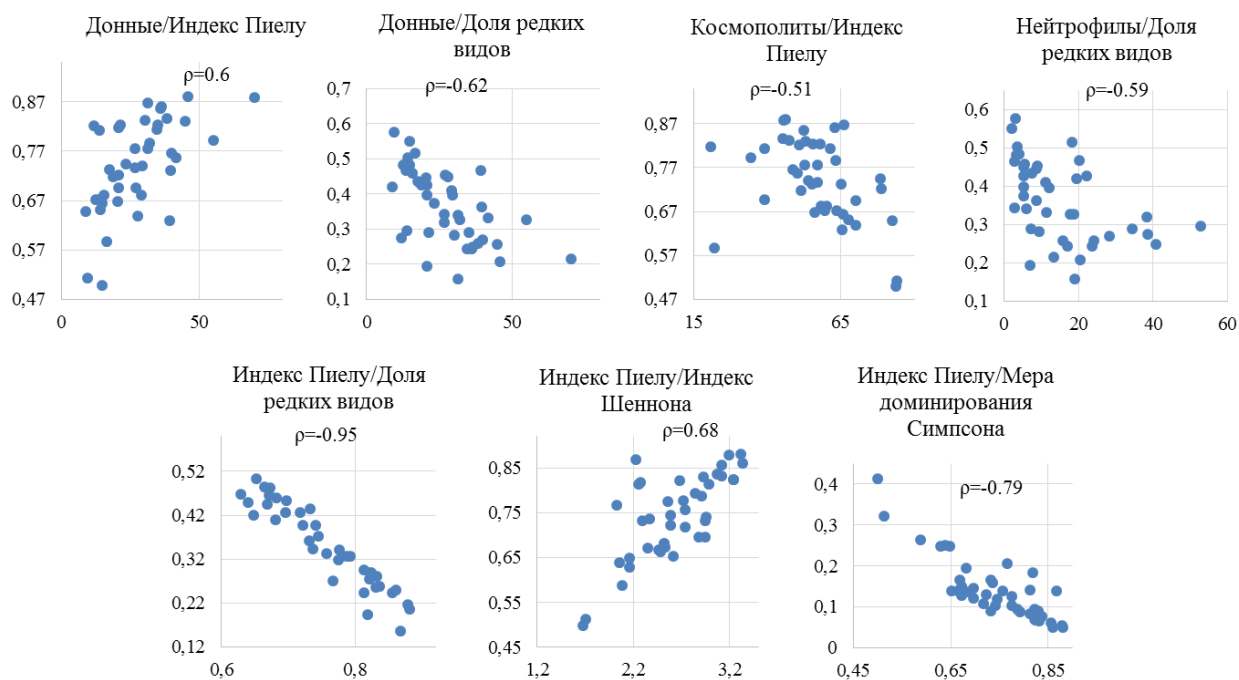 Донные/Индекс Пиелу
ρ=0.6
0,87
0,77
0,67
0,57
0,47
0
50
Донные/Доля редких
видов
ρ=-0.62
0,7
0,6
0,5
0,4
0,3
0,2
0,1
0
50
Космополиты/Индекс
Пиелу
ρ=-0.51
0,87
0,77
0,67
0,57
0,47
15
65
Нейтрофилы/Доля
редких видов
ρ=-0.59
0,6
0,5
0,4
0,3
0,2
0,1
0
20
40
60
Индекс Пиелу/Доля
редких видов
ρ=-0.95
0,52
0,42
0,32
0,22
0,12
0,6
0,8
Индекс Пиелу/Индекс
Шеннона
ρ=0.68
0,85
0,75
0,65
0,55
0,45
1,2
2,2
3,2
Индекс Пиелу/Мера
доминирования
Симпсона
ρ=-0.79
0,4
0,3
0,2
0,1
0
0,45
0,65
0,85